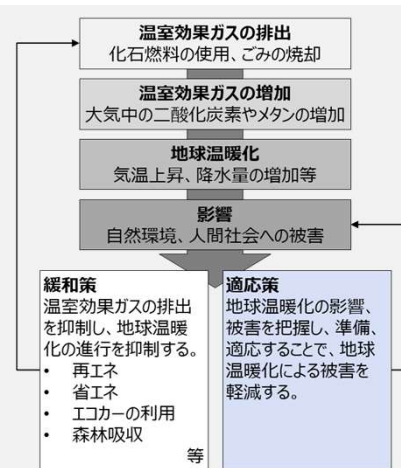 温室効果ガスの排出
化石燃料の使用、ごみの焼却
温室効果ガスの増加
大気中の二酸化炭素やメタンの増加
地球温暖化
気温上昇、降水量の増加等
影響
自然環境、人間社会への被害
緩和策
温室効果ガスの排出
を抑制し、地球温暖
化の進行を抑制する。
• 再エネ
• 省エネ
• エコカーの利用
• 森林吸収
等
適応策
地球温暖化の影響、
被害を把握し、準備、
適応することで、地球
温暖化による被害を
軽減する。